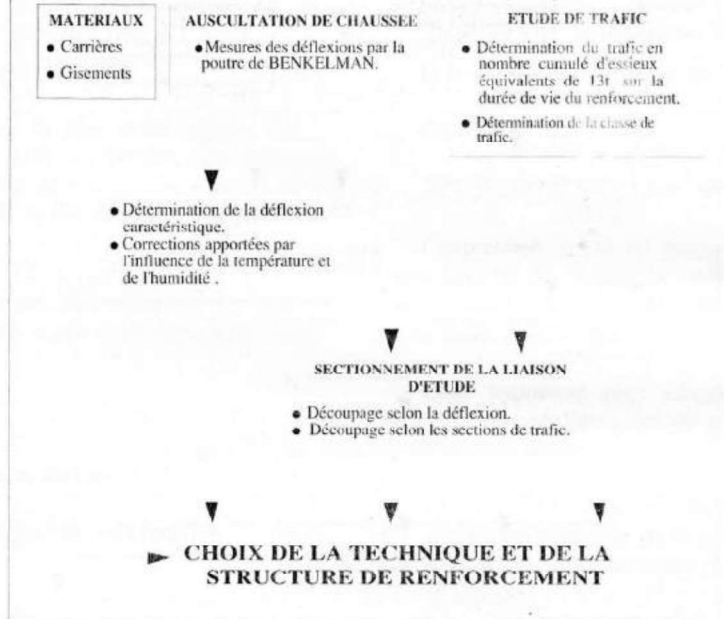 MATERIAUX
• Carrières
• Gisements
AUSCULTATION DE CHAUSSEE
• Mesures des déflexions par la
poutre de BENKELMAN.
ETUDE DE TRAFIC
• Détermination du trafic en
nombre cumulé d'essieux
équivalents de 13t sur la
durée de vie du renforcement.
• Détermination de la classe de
trafic.
• Détermination de la déflexion
caractéristique.
• Corrections apportées par
l'influence de la température et
de l'humidité .
SECTIONNEMENT DE LA LIAISON
D'ETUDE
• Découpage selon la déflexion.
• Découpage selon les sections de trafic.
CHOIX DE LA TECHNIQUE ET DE LA
STRUCTURE DE RENFORCEMENT